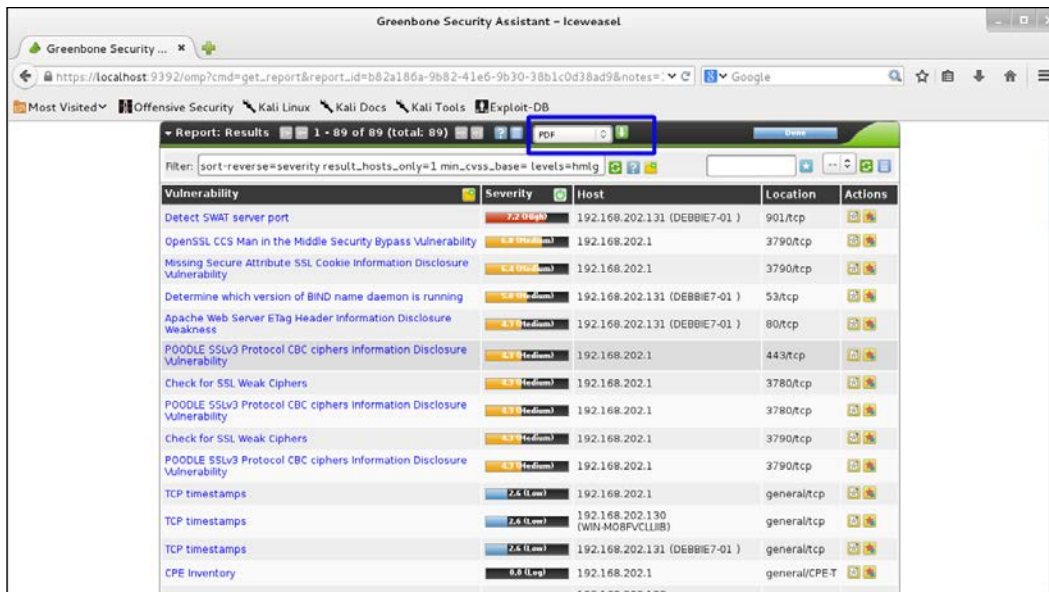 Greenbone Security Assistant – Iceweasel
Greenbone Security ...
https://localhost:9392/omp?cmd=get_report&report_id=b82a186a-9b82-41e6-9b30-38b1c0d38ad9&notes=
Google
Most Visited Offensive Security Kali Linux Kali Docs Kali Tools Exploit-DB
Report: Results 1 - 89 of 89 (total: 89) PDF Done
Filter: sort-reverse=severity result_hosts_only=1 min_cvss_base= levels=hmlg --
Vulnerability Severity Host Location Actions
Detect SWAT server port 7.2 (High) 192.168.202.131 (DEBBIE7-01 ) 901/tcp
OpenSSL CCS Man in the Middle Security Bypass Vulnerability 6.8 (Medium) 192.168.202.1 3790/tcp
Missing Secure Attribute SSL Cookie Information Disclosure Vulnerability 6.4 (Medium) 192.168.202.1 3790/tcp
Determine which version of BIND name daemon is running 5.0 (Medium) 192.168.202.131 (DEBBIE7-01 ) 53/tcp
Apache Web Server ETag Header Information Disclosure Weakness 4.3 (Medium) 192.168.202.131 (DEBBIE7-01 ) 80/tcp
POODLE SSLv3 Protocol CBC ciphers Information Disclosure Vulnerability 4.3 (Medium) 192.168.202.1 443/tcp
Check for SSL Weak Ciphers 4.3 (Medium) 192.168.202.1 3780/tcp
POODLE SSLv3 Protocol CBC ciphers Information Disclosure Vulnerability 4.3 (Medium) 192.168.202.1 3780/tcp
Check for SSL Weak Ciphers 4.3 (Medium) 192.168.202.1 3790/tcp
POODLE SSLv3 Protocol CBC ciphers Information Disclosure Vulnerability 4.3 (Medium) 192.168.202.1 3790/tcp
TCP timestamps 2.6 (Low) 192.168.202.1 general/tcp
TCP timestamps 2.6 (Low) 192.168.202.130 (WIN-MO8FVCLLIIB) general/tcp
TCP timestamps 2.6 (Low) 192.168.202.131 (DEBBIE7-01 ) general/tcp
CPE Inventory 0.0 (Log) 192.168.202.1 general/CPE-T